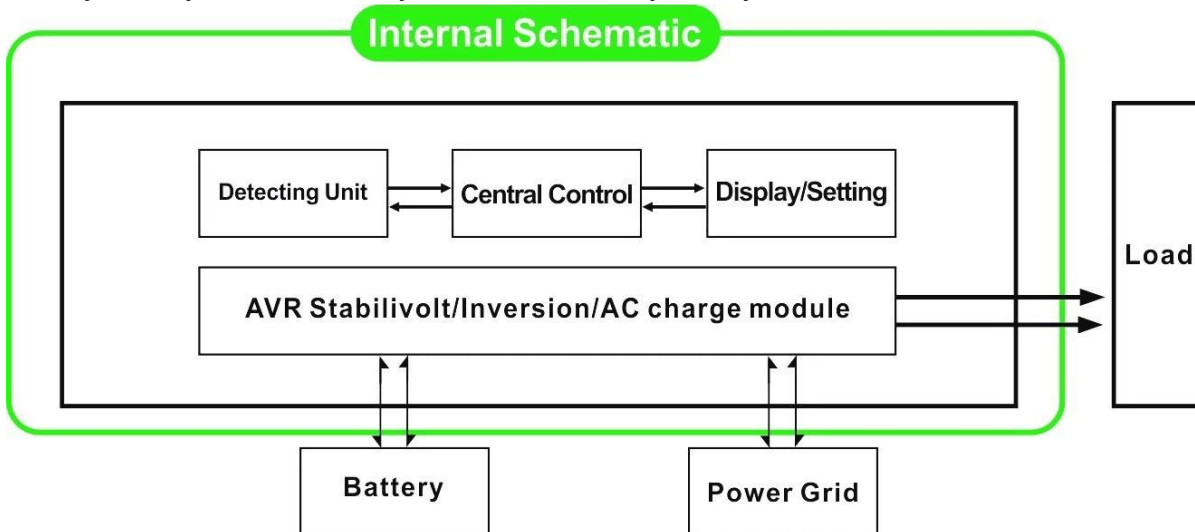 Internal Schematic
Detecting Unit
Central Control
Display/Setting
Load
AVR Stabilivolt/Inversion/AC charge module
Battery
Power Grid